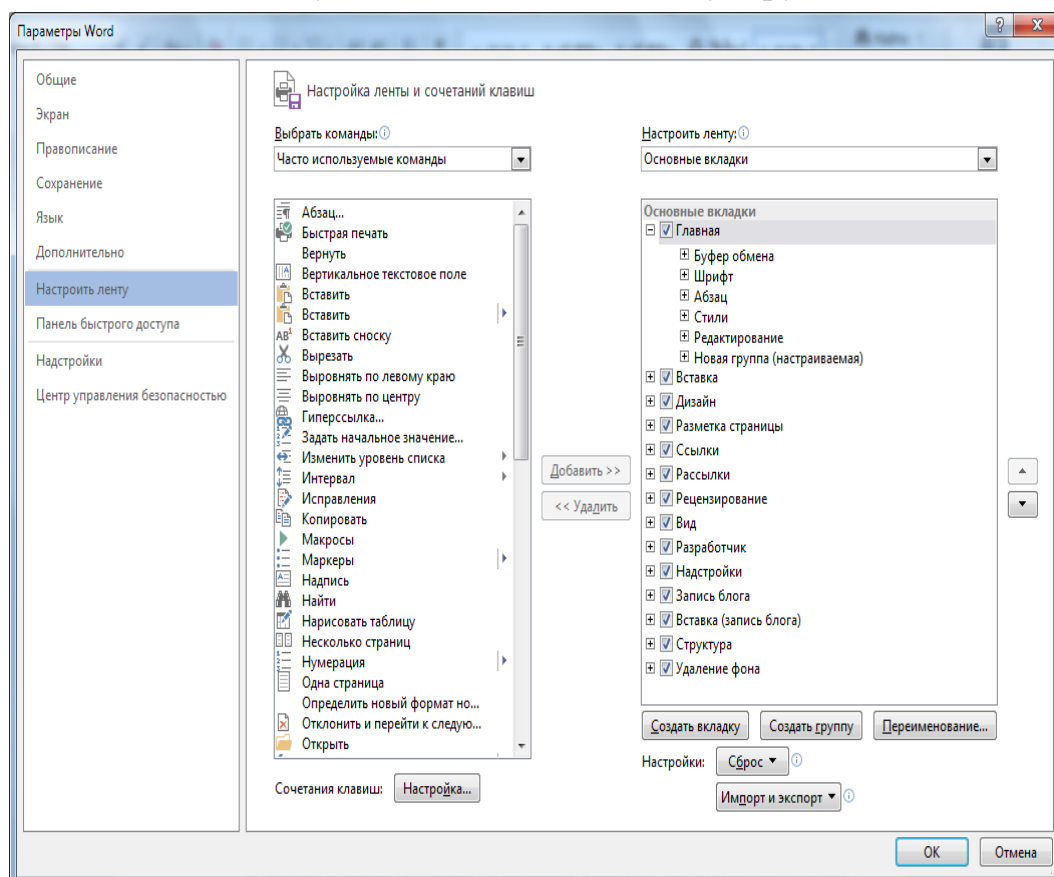 Параметры Word
Общие
Экран
Правописание
Сохранение
Язык
Дополнительно
Настроить ленту
Панель быстрого доступа
Надстройки
Центр управления безопасностью
Настройка ленты и сочетаний клавиш
Выбрать команды:
Часто используемые команды
Абзац...
Быстрая печать
Вернуть
Вертикальное текстовое поле
Вставить
Вставить
Вставить сноску
Вырезать
Выровнять по левому краю
Выровнять по центру
Гиперссылка...
Задать начальное значение...
Изменить уровень списка
Интервал
Исправления
Копировать
Макросы
Маркеры
Надпись
Найти
Нарисовать таблицу
Несколько страниц
Нумерация
Одна страница
Определить новый формат но...
Отклонить и перейти к следую...
Открыть
Сочетания клавиш: Настройка...
Добавить >>
<< Удалить
Настроить ленту:
Основные вкладки
Основные вкладки
Главная
Буфер обмена
Шрифт
Абзац
Стили
Редактирование
Новая группа (настраиваемая)
Вставка
Дизайн
Разметка страницы
Ссылки
Рассылки
Рецензирование
Вид
Разработчик
Надстройки
Запись блога
Вставка (запись блога)
Структура
Удаление фона
Создать вкладку Создать группу Переименование...
Настройки: Сброс
Импорт и экспорт
ОК Отмена